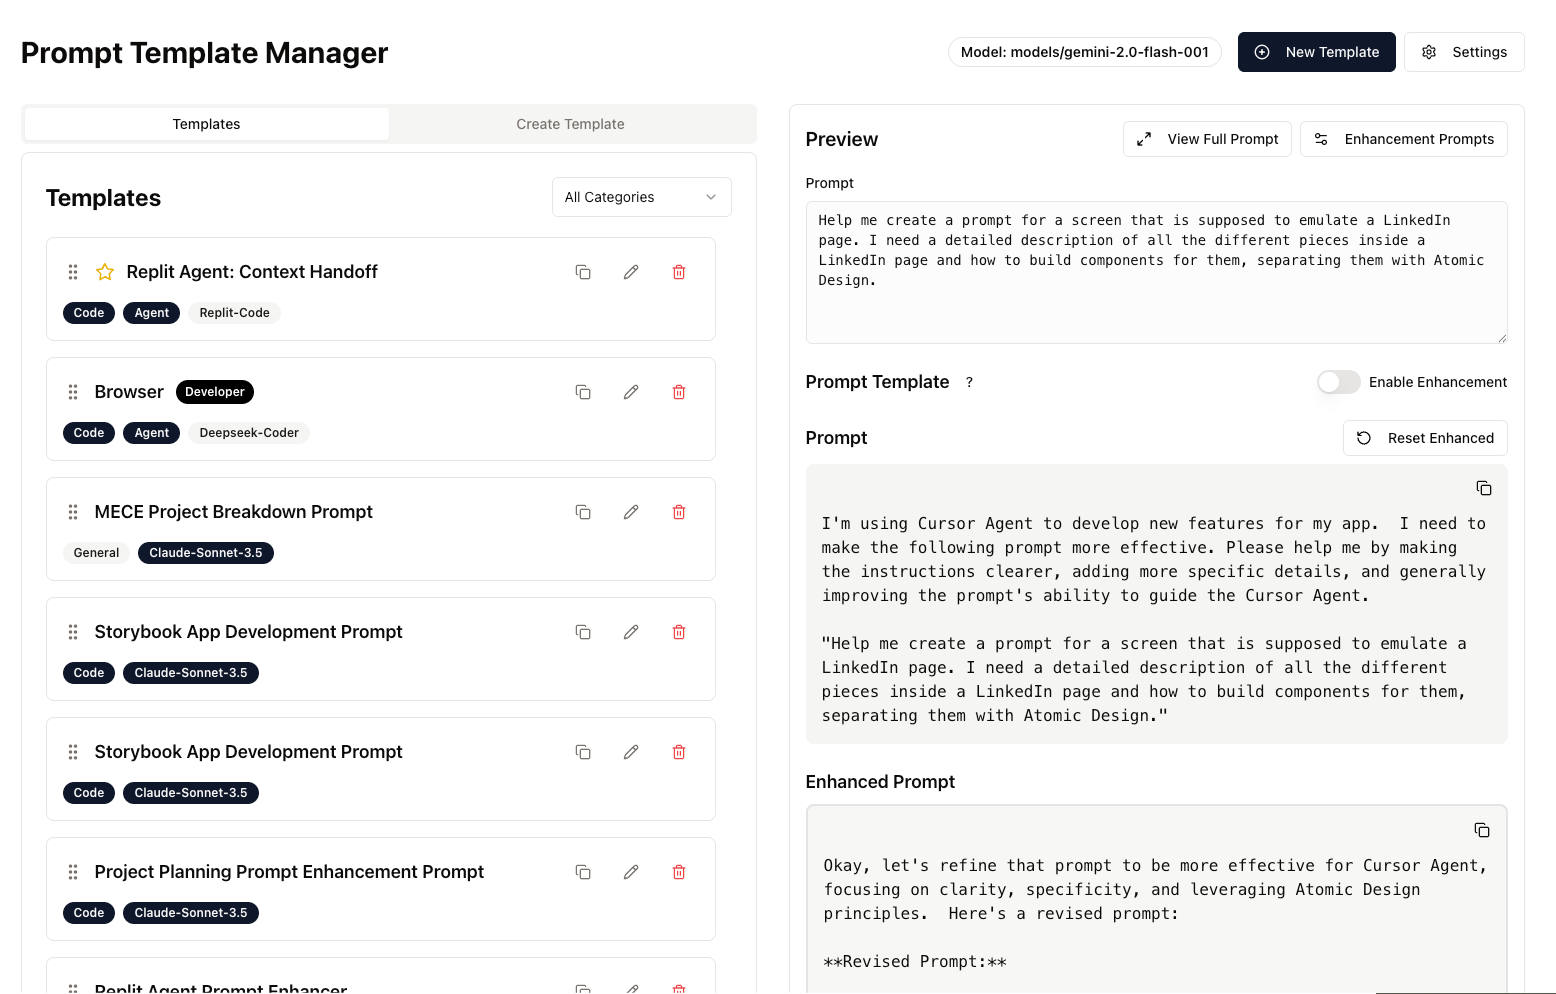 Prompt Template Manager
Model: models/gemini-2.0-flash-001
New Template
Settings
Templates
Create Template
Templates
All Categories
Replit Agent: Context Handoff
Code
Agent
Replit-Code
Browser
Developer
Code
Agent
Deepseek-Coder
MECE Project Breakdown Prompt
General
Claude-Sonnet-3.5
Storybook App Development Prompt
Code
Claude-Sonnet-3.5
Storybook App Development Prompt
Code
Claude-Sonnet-3.5
Project Planning Prompt Enhancement Prompt
Code
Claude-Sonnet-3.5
Replit Agent Prompt Enhancer
Preview
View Full Prompt
Enhancement Prompts
Prompt
Help me create a prompt for a screen that is supposed to emulate a LinkedIn
page. I need a detailed description of all the different pieces inside a
LinkedIn page and how to build components for them, separating them with Atomic
Design.
Prompt Template ?
Enable Enhancement
Prompt
Reset Enhanced
I'm using Cursor Agent to develop new features for my app.  I need to
make the following prompt more effective. Please help me by making
the instructions clearer, adding more specific details, and generally
improving the prompt's ability to guide the Cursor Agent.
"Help me create a prompt for a screen that is supposed to emulate a
LinkedIn page. I need a detailed description of all the different
pieces inside a LinkedIn page and how to build components for them,
separating them with Atomic Design."
Enhanced Prompt
Okay, let's refine that prompt to be more effective for Cursor Agent,
focusing on clarity, specificity, and leveraging Atomic Design
principles.  Here's a revised prompt:
**Revised Prompt:**